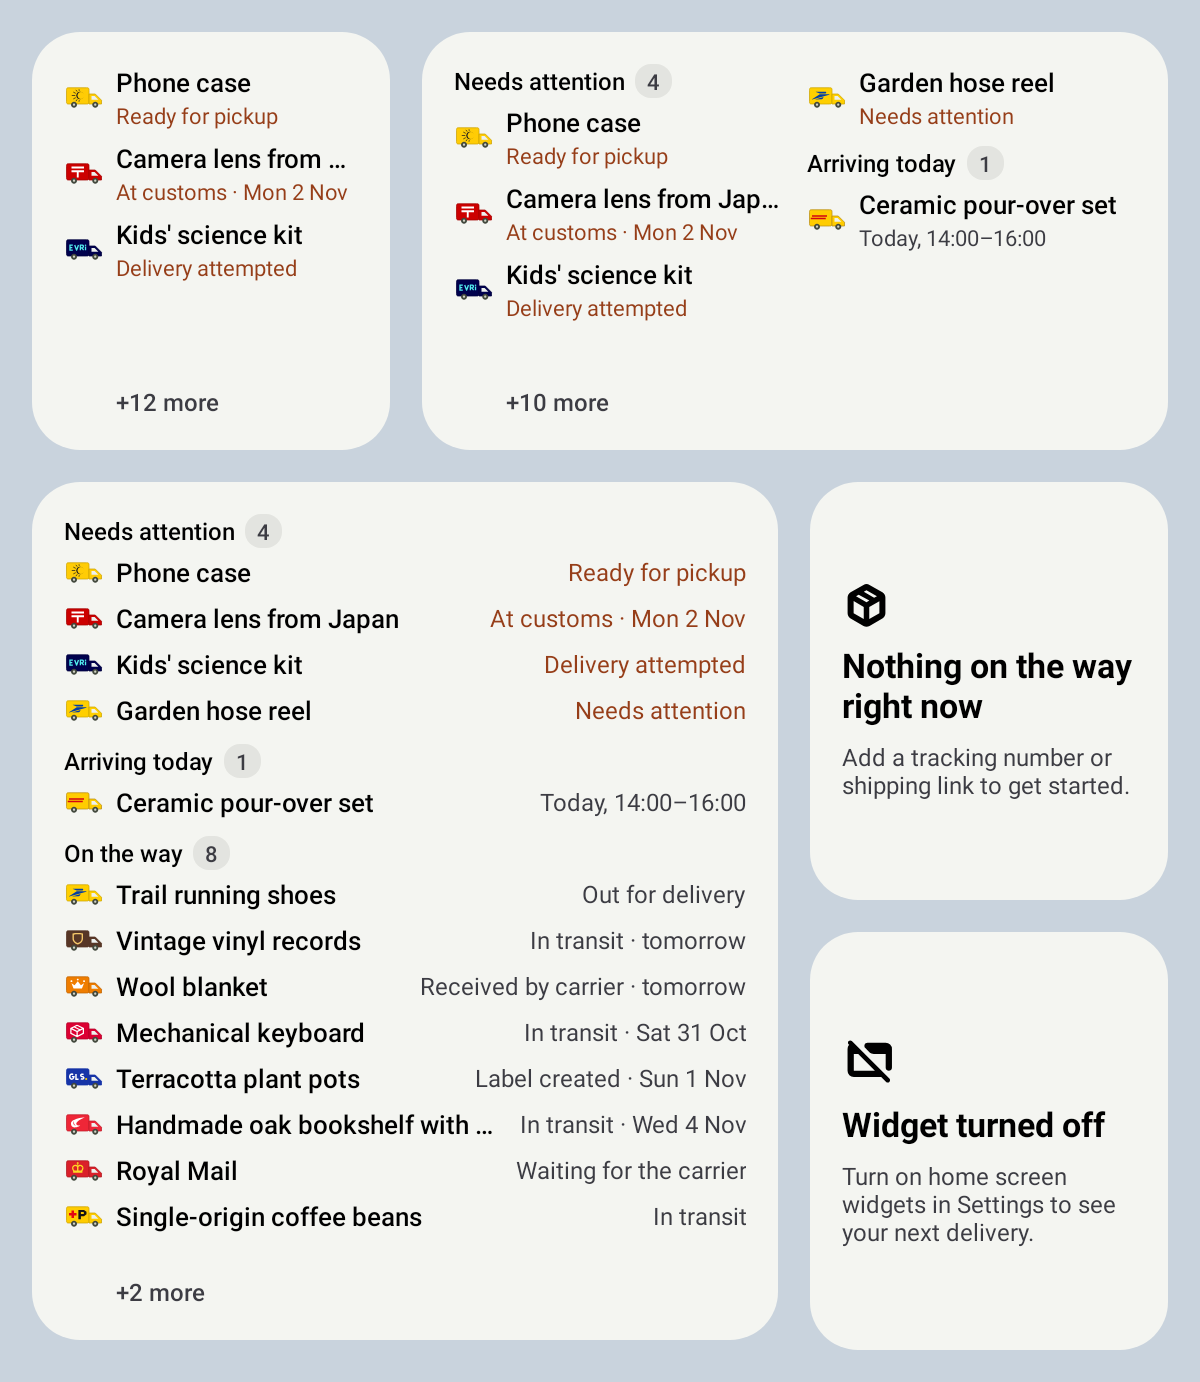 Phone case
Ready for pickup
Camera lens from ...
At customs · Mon 2 Nov
EVRi
Kids' science kit
Delivery attempted
+12 more
Needs attention 4
Phone case
Ready for pickup
Camera lens from Jap...
At customs · Mon 2 Nov
EVRi
Kids' science kit
Delivery attempted
+10 more
Garden hose reel
Needs attention
Arriving today 1
Ceramic pour-over set
Today, 14:00–16:00
Needs attention 4
Phone case Ready for pickup
Camera lens from Japan At customs · Mon 2 Nov
EVRi Kids' science kit Delivery attempted
Garden hose reel Needs attention
Arriving today 1
Ceramic pour-over set Today, 14:00–16:00
On the way 8
Trail running shoes Out for delivery
Vintage vinyl records In transit · tomorrow
Wool blanket Received by carrier · tomorrow
Mechanical keyboard In transit · Sat 31 Oct
GLS. Terracotta plant pots Label created · Sun 1 Nov
Handmade oak bookshelf with ... In transit · Wed 4 Nov
Royal Mail Waiting for the carrier
+P Single-origin coffee beans In transit
+2 more
Nothing on the way
right now
Add a tracking number or
shipping link to get started.
Widget turned off
Turn on home screen
widgets in Settings to see
your next delivery.